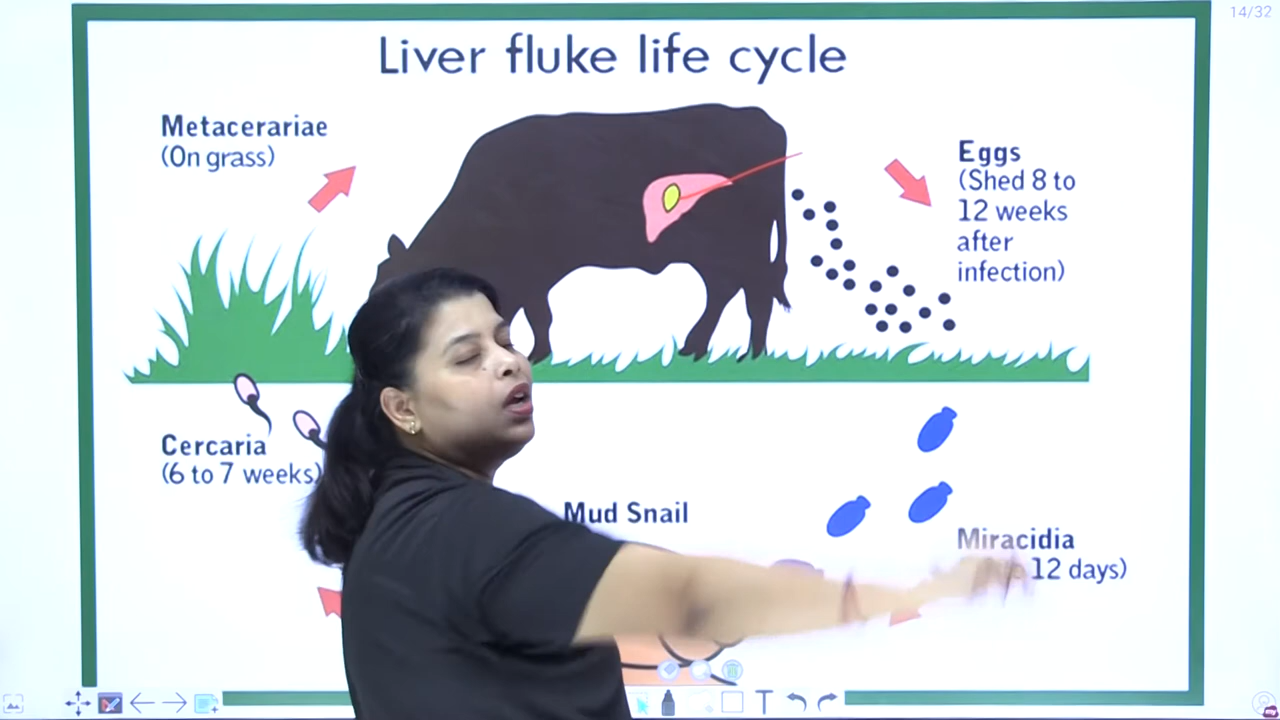 14/32
Liver fluke life cycle
Metacerariae
(On grass)
Eggs
(Shed 8 to
12 weeks
after
infection)
Cercaria
(6 to 7 weeks)
Mud Snail
Miracidia
12 days)
T